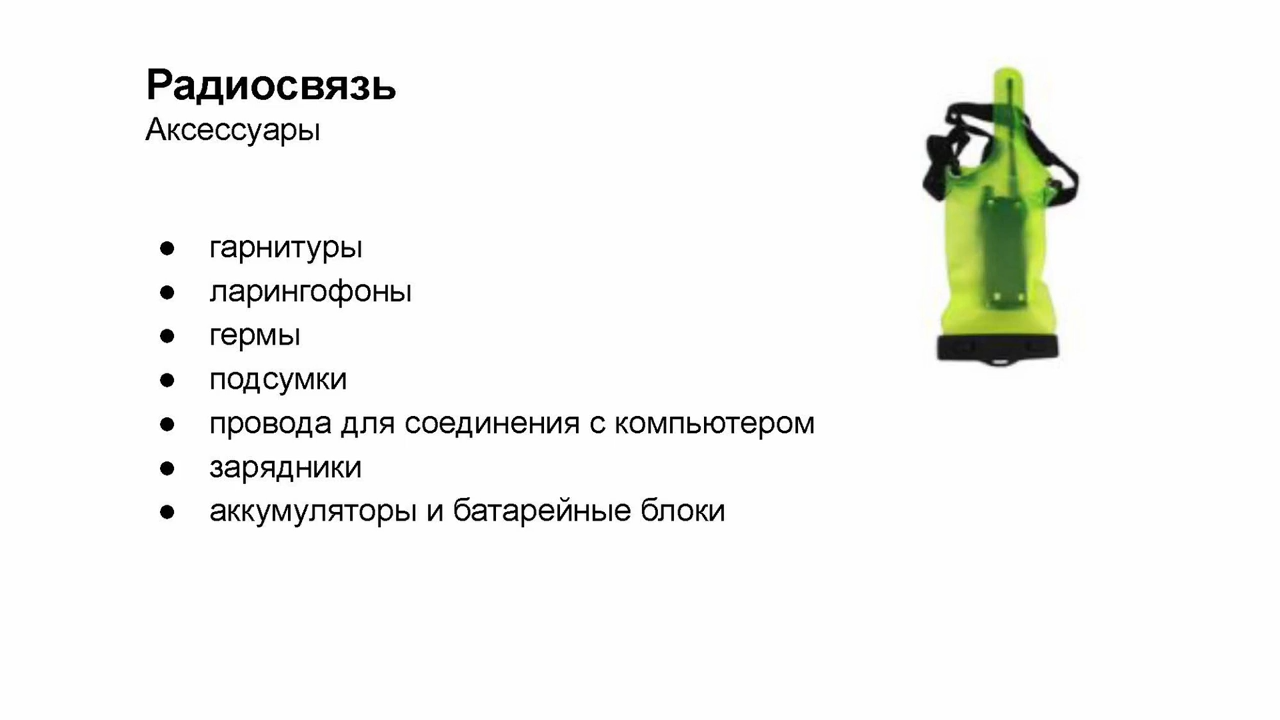 Радиосвязь
Аксессуары
● гарнитуры
● ларингофоны
● гермы
● подсумки
● провода для соединения с компьютером
● зарядники
● аккумуляторы и батарейные блоки